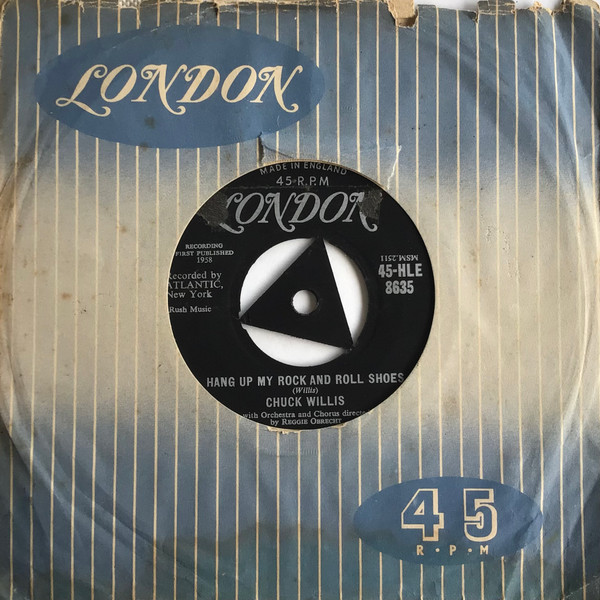 LONDON
MADE IN ENGLAND
45-R.P.M
LONDON
RECORDING
FIRST PUBLISHED
1958
Recorded by
ATLANTIC,
New York
Rush Music
MSM.2511
45-HLE
8635
HANG UP MY ROCK AND ROLL SHOES
(Willis)
CHUCK WILLIS
with Orchestra and Chorus directe
by REGGIE OBRECHT
45
R·P·M